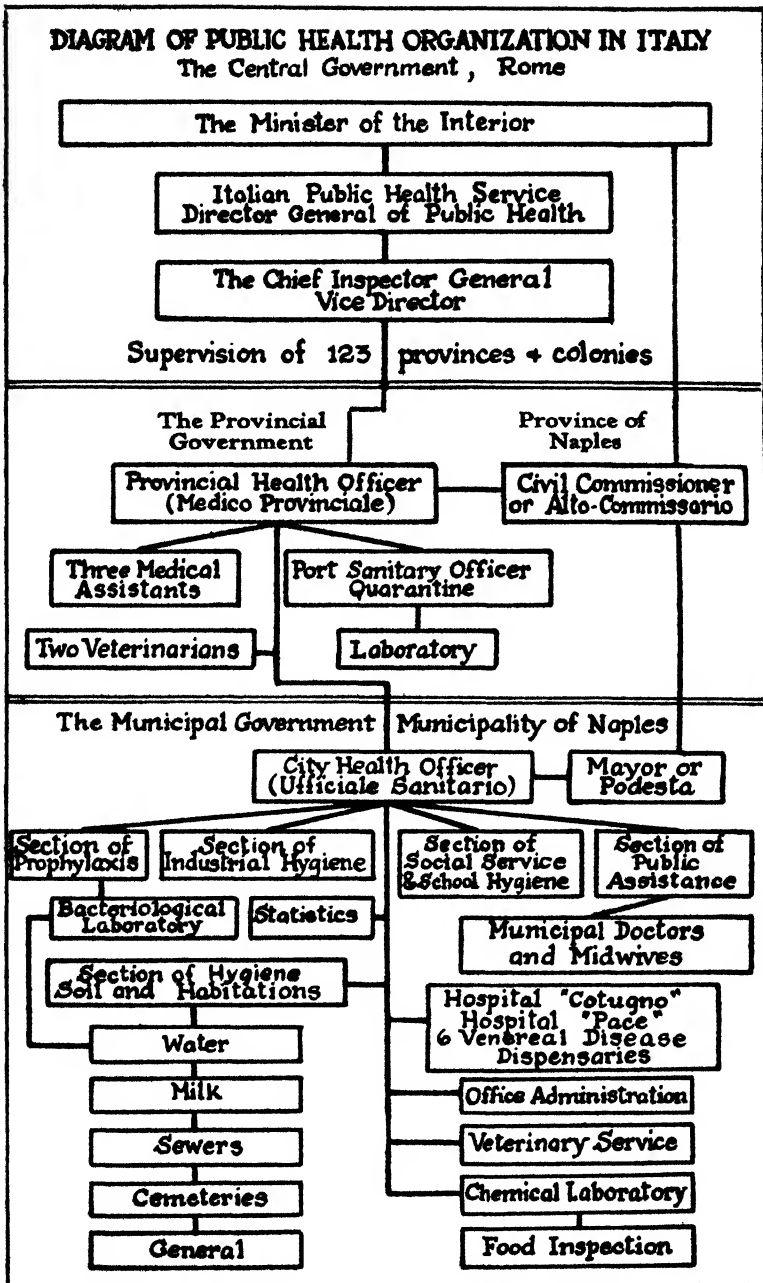 DIAGRAM OF PUBLIC HEALTH ORGANIZATION IN ITALY
The Central Government, Rome
The Minister of the Interior
Italian Public Health Service
Director General of Public Health
The Chief Inspector General
Vice Director
Supervision of 123 provinces + colonies
The Provincial
Government
Province of
Naples
Provincial Health Officer
(Medico Provinciale)
Civil Commissioner
or Alto-Commissario
Three Medical
Assistants
Port Sanitary Officer
Quarantine
Two Veterinarians
Laboratory
The Municipal Government
Municipality of Naples
City Health Officer
(Ufficiale Sanitario)
Mayor or
Podesta
Section of
Prophylaxis
Section of
Industrial Hygiene
Section of
Social Service
& School Hygiene
Section of
Public
Assistance
Bacteriological
Laboratory
Statistics
Municipal Doctors
and Midwives
Section of Hygiene
Soil and Habitations
Hospital "Cotugno"
Hospital "Pace"
6 Venereal Disease
Dispensaries
Water
Milk
Office Administration
Sewers
Veterinary Service
Cemeteries
Chemical Laboratory
General
Food Inspection